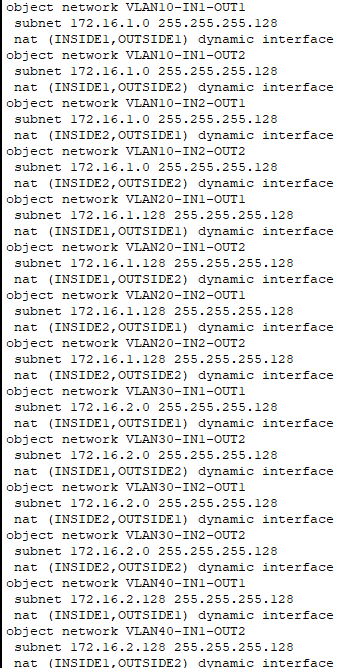 object network VLAN10-IN1-OUT1
subnet 172.16.1.0 255.255.255.128
nat (INSIDE1,OUTSIDE1) dynamic interface
object network VLAN10-IN1-OUT2
subnet 172.16.1.0 255.255.255.128
nat (INSIDE1,OUTSIDE2) dynamic interface
object network VLAN10-IN2-OUT1
subnet 172.16.1.0 255.255.255.128
nat (INSIDE2,OUTSIDE1) dynamic interface
object network VLAN10-IN2-OUT2
subnet 172.16.1.0 255.255.255.128
nat (INSIDE2,OUTSIDE2) dynamic interface
object network VLAN20-IN1-OUT1
subnet 172.16.1.128 255.255.255.128
nat (INSIDE1,OUTSIDE1) dynamic interface
object network VLAN20-IN1-OUT2
subnet 172.16.1.128 255.255.255.128
nat (INSIDE1,OUTSIDE2) dynamic interface
object network VLAN20-IN2-OUT1
subnet 172.16.1.128 255.255.255.128
nat (INSIDE2,OUTSIDE1) dynamic interface
object network VLAN20-IN2-OUT2
subnet 172.16.1.128 255.255.255.128
nat (INSIDE2,OUTSIDE2) dynamic interface
object network VLAN30-IN1-OUT1
subnet 172.16.2.0 255.255.255.128
nat (INSIDE1,OUTSIDE1) dynamic interface
object network VLAN30-IN1-OUT2
subnet 172.16.2.0 255.255.255.128
nat (INSIDE1,OUTSIDE2) dynamic interface
object network VLAN30-IN2-OUT1
subnet 172.16.2.0 255.255.255.128
nat (INSIDE2,OUTSIDE1) dynamic interface
object network VLAN30-IN2-OUT2
subnet 172.16.2.0 255.255.255.128
nat (INSIDE2,OUTSIDE2) dynamic interface
object network VLAN40-IN1-OUT1
subnet 172.16.2.128 255.255.255.128
nat (INSIDE1,OUTSIDE1) dynamic interface
object network VLAN40-IN1-OUT2
subnet 172.16.2.128 255.255.255.128
nat (INSIDE1,OUTSIDE2) dynamic interface